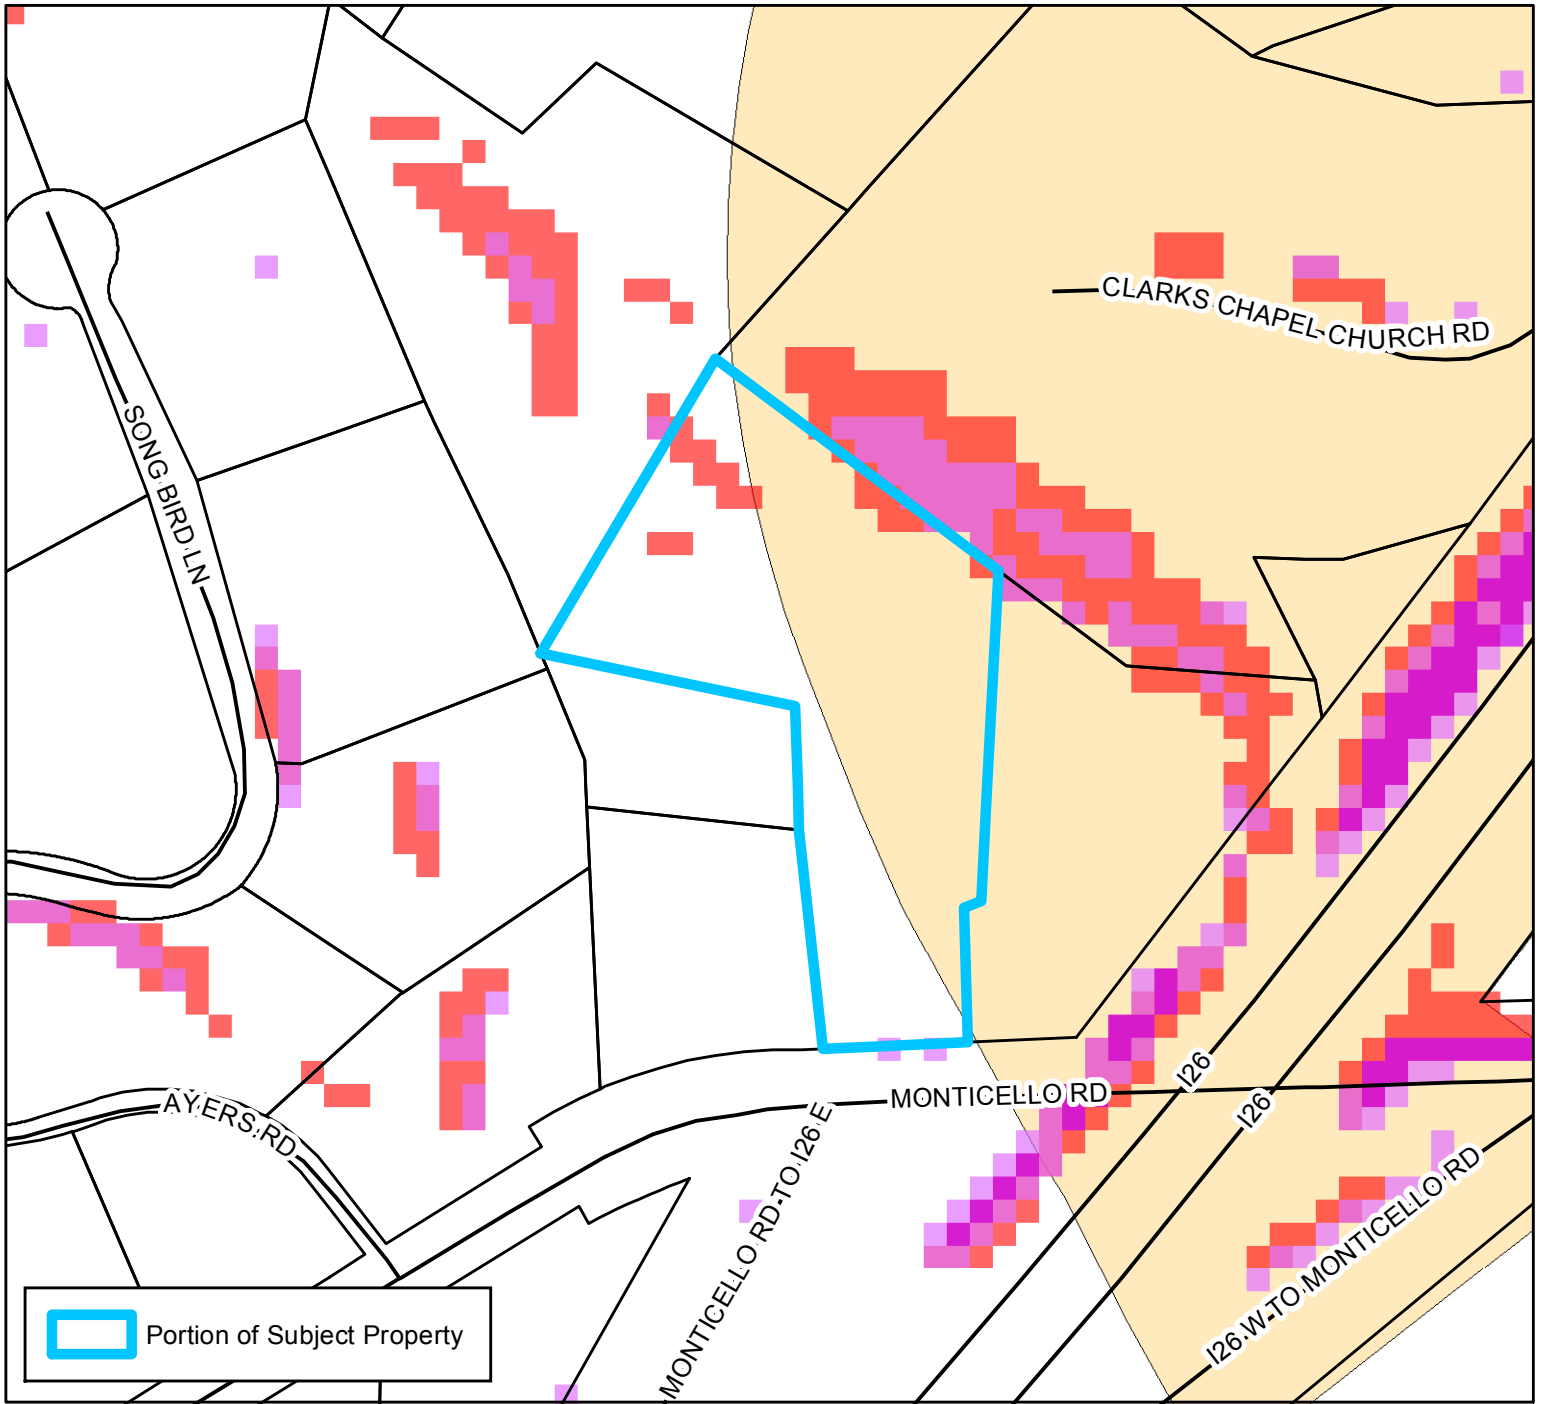 CLARKS CHAPEL CHURCH RD
SONG BIRD LN
I26
I26
MONTICELLO RD
AYERS RD
MONTICELLO RD-TO-I26 E
I26 W-TO-MONTICELLO RD
Portion of Subject Property